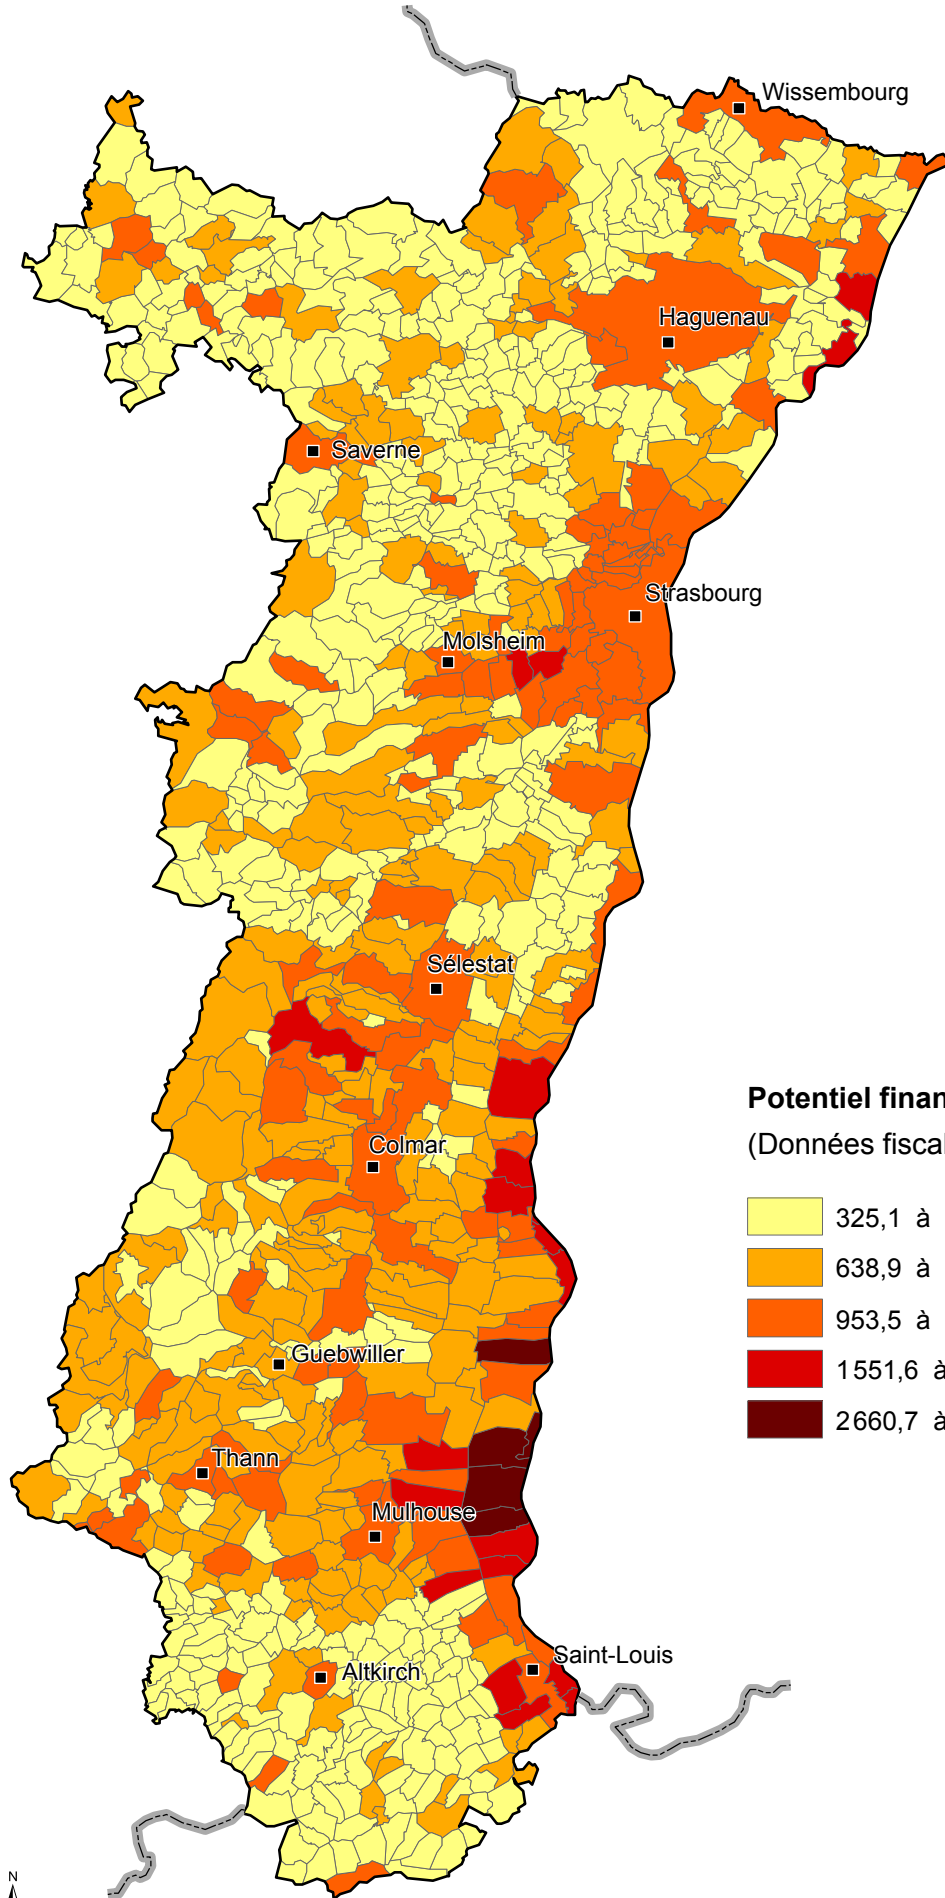 Wissembourg
Haguenau
Saverne
Strasbourg
Molsheim
Sélestat
Potentiel finan
(Données fiscal
Colmar
325,1 à
638,9 à
953,5 à
Guebwiller
1 551,6 à
2 660,7 à
Thann
Mulhouse
Saint-Louis
Altkirch
N